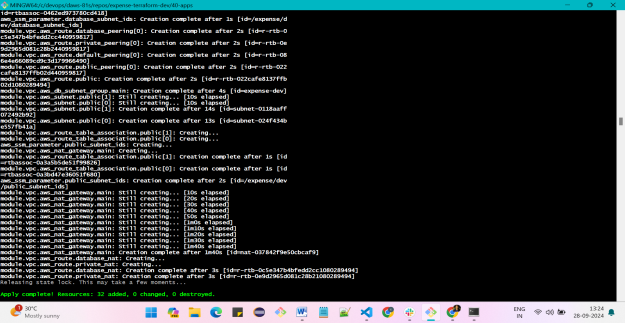 MINGW64:/c/devops/daws-81s/repos/expense-terraform-dev/40-apps
id=rtbassoc-0462ed973780cd418]
aws_ssm_parameter.database_subnet_ids: Creation complete after 1s [id=/expense/d
ev/database_subnet_ids]
module.vpc.aws_route.database_peering[0]: Creation complete after 2s [id=r-rtb-0
c5e347b4bfedd2cc440959817]
module.vpc.aws_route.private_peering[0]: Creation complete after 2s [id=r-rtb-0e
9d2965d081c28b2440959817]
module.vpc.aws_route.default_peering[0]: Creation complete after 2s [id=r-rtb-08
6e4e66089cd9c3d179966490]
module.vpc.aws_route.public_peering[0]: Creation complete after 2s [id=r-rtb-022
cafe8137ffb02d440959817]
module.vpc.aws_route.public: Creation complete after 2s [id=r-rtb-022cafe8137ffb
02d1080289494]
module.vpc.aws_db_subnet_group.main: Creation complete after 4s [id=expense-dev]
module.vpc.aws_subnet.public[1]: Still creating... [10s elapsed]
module.vpc.aws_subnet.public[0]: Still creating... [10s elapsed]
module.vpc.aws_subnet.public[1]: Creation complete after 14s [id=subnet-0118aaff
072492b92]
module.vpc.aws_subnet.public[0]: Creation complete after 13s [id=subnet-024f434b
e557fb41a]
module.vpc.aws_route_table_association.public[1]: Creating...
module.vpc.aws_route_table_association.public[0]: Creating...
aws_ssm_parameter.public_subnet_ids: Creating...
module.vpc.aws_nat_gateway.main: Creating...
module.vpc.aws_route_table_association.public[1]: Creation complete after 1s [id
=rtbassoc-0a3a5b5de51f99826]
module.vpc.aws_route_table_association.public[0]: Creation complete after 1s [id
=rtbassoc-0a3bd47e36051f680]
aws_ssm_parameter.public_subnet_ids: Creation complete after 2s [id=/expense/dev
/public_subnet_ids]
module.vpc.aws_nat_gateway.main: Still creating... [10s elapsed]
module.vpc.aws_nat_gateway.main: Still creating... [20s elapsed]
module.vpc.aws_nat_gateway.main: Still creating... [30s elapsed]
module.vpc.aws_nat_gateway.main: Still creating... [40s elapsed]
module.vpc.aws_nat_gateway.main: Still creating... [50s elapsed]
module.vpc.aws_nat_gateway.main: Still creating... [1m0s elapsed]
module.vpc.aws_nat_gateway.main: Still creating... [1m10s elapsed]
module.vpc.aws_nat_gateway.main: Still creating... [1m20s elapsed]
module.vpc.aws_nat_gateway.main: Still creating... [1m30s elapsed]
module.vpc.aws_nat_gateway.main: Still creating... [1m40s elapsed]
module.vpc.aws_nat_gateway.main: Creation complete after 1m40s [id=nat-037842f9e50cbcaf9]
module.vpc.aws_route.database_nat: Creating...
module.vpc.aws_route.private_nat: Creating...
module.vpc.aws_route.database_nat: Creation complete after 3s [id=r-rtb-0c5e347b4bfedd2cc1080289494]
module.vpc.aws_route.private_nat: Creation complete after 3s [id=r-rtb-0e9d2965d081c28b21080289494]
Releasing state lock. This may take a few moments...
Apply complete! Resources: 32 added, 0 changed, 0 destroyed.
30°C
Mostly sunny
ENG
IN
13:24
28-09-2024